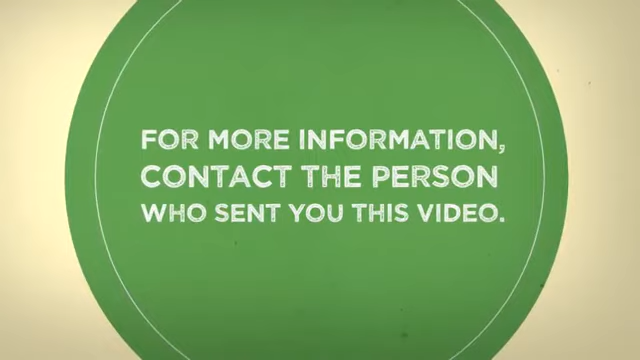 FOR MORE INFORMATION,
CONTACT THE PERSON
WHO SENT YOU THIS VIDEO.